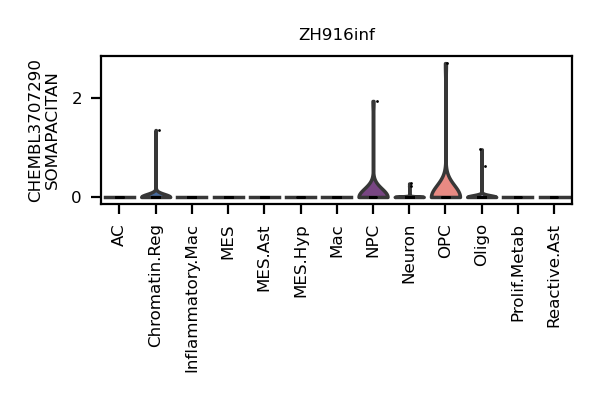 ZH916inf
CHEMBL3707290
SOMAPACITAN
2
0
AC
Chromatin.Reg
Inflammatory.Mac
MES
MES.Ast
MES.Hyp
Mac
NPC
Neuron
OPC
Oligo
Prolif.Metab
Reactive.Ast